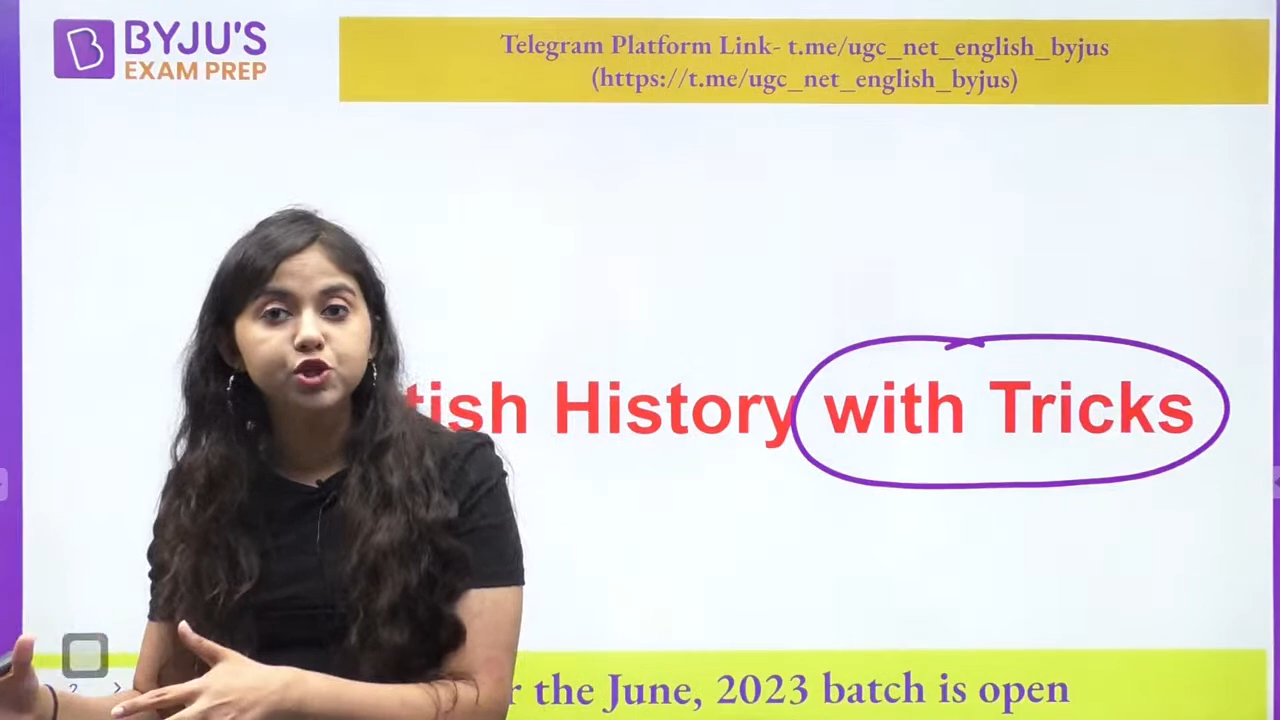 BYJU'S
EXAM PREP
Telegram Platform Link- t.me/ugc_net_english_byjus
(https://t.me/ugc_net_english_byjus)
tish History with Tricks
2
r the June, 2023 batch is open